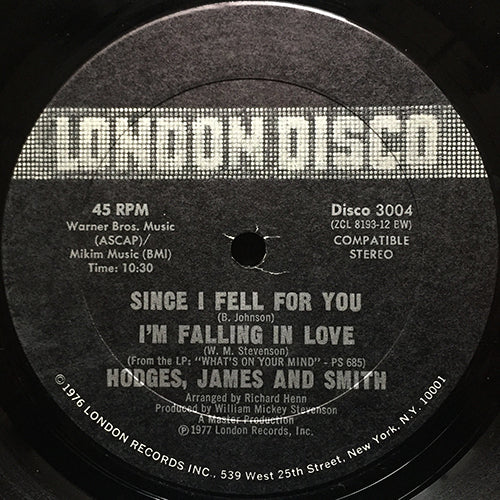 LONDON DISCO
45 RPM
Warner Bros. Music
(ASCAP)/
Mikim Music (BMI)
Time: 10:30
Disco 3004
(ZCL 8193-12 BW)
COMPATIBLE
STEREO
SINCE I FELL FOR YOU
(B. Johnson)
I'M FALLING IN LOVE
(W. M. Stevenson)
(From the LP: "WHAT'S ON YOUR MIND" - PS 685)
HODGES, JAMES AND SMITH
Arranged by Richard Henn
Produced by William Mickey Stevenson
A Master Production
℗ 1977 London Records, Inc.
© 1976 LONDON RECORDS INC., 539 West 25th Street, New York, N.Y. 10001